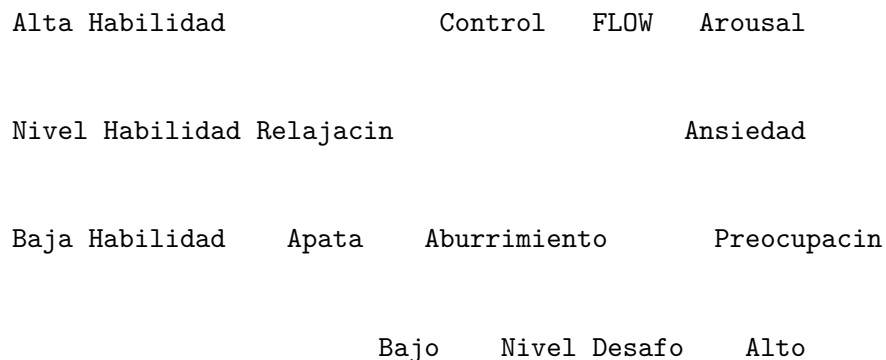 Alta Habilidad Control FLOW Arousal
Nivel Habilidad Relajacin Ansiedad
Baja Habilidad Apata Aburrimiento Preocupacin
Bajo Nivel Desafo Alto